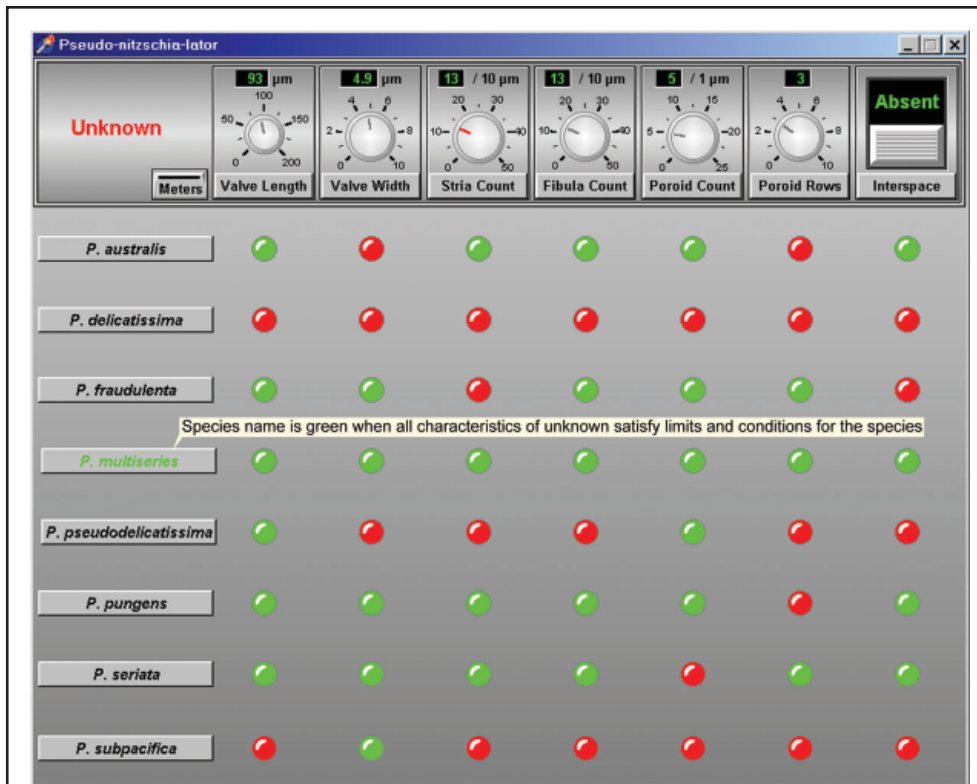 Pseudo-nitzschia-lator
Unknown
Meters
93 µm
0 50 100 150 200
Valve Length
4.9 µm
0 2 4 6 8 10
Valve Width
13 / 10 µm
0 10 20 30 40 50
Stria Count
13 / 10 µm
0 10 20 30 40 50
Fibula Count
5 / 1 µm
0 5 10 15 20 25
Poroid Count
3
0 2 4 6 8 10
Poroid Rows
Absent
Interspace
P. australis
P. delicatissima
P. fraudulenta
Species name is green when all characteristics of unknown satisfy limits and conditions for the species
P. multiseries
P. pseudodelicatissima
P. pungens
P. seriata
P. subpacifica